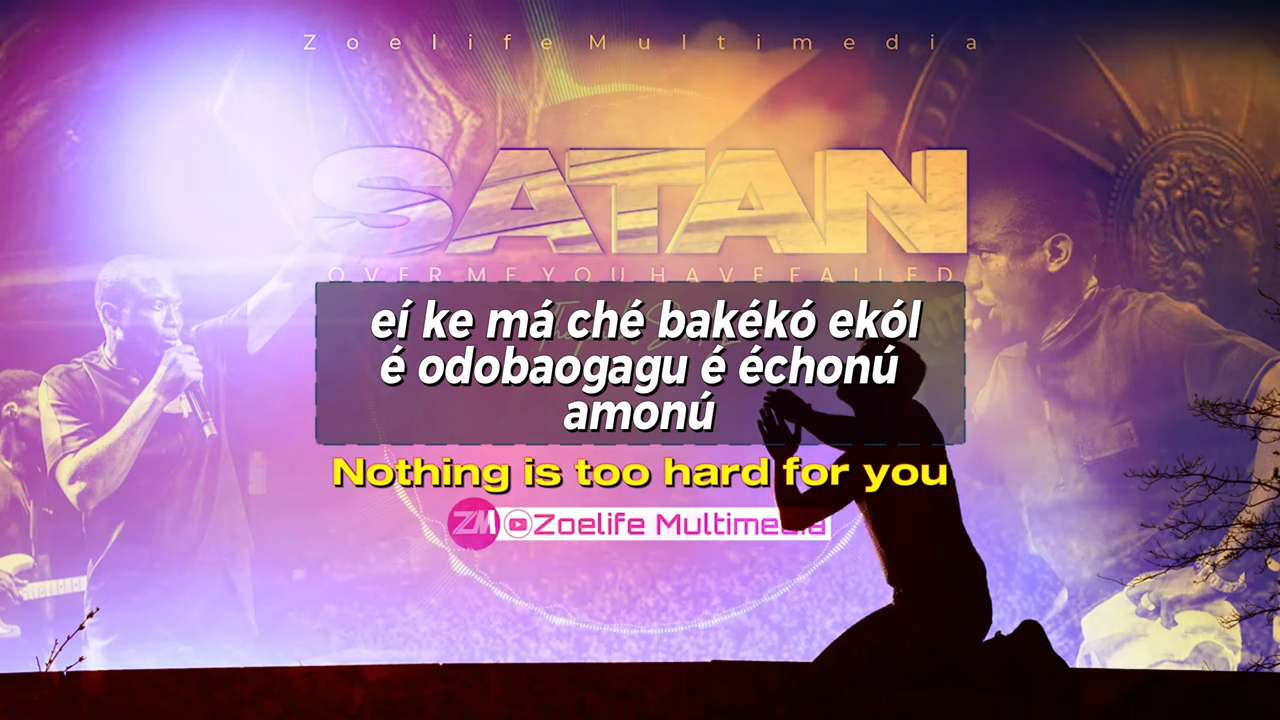 Zoelife Multimedia
SATAN
OVER ME YOU HAVE FAILED
eí ke má ché bakékó ekól
é odobaogagu é échonú
amonú
Nothing is too hard for you
ZM Zoelife Multimedia